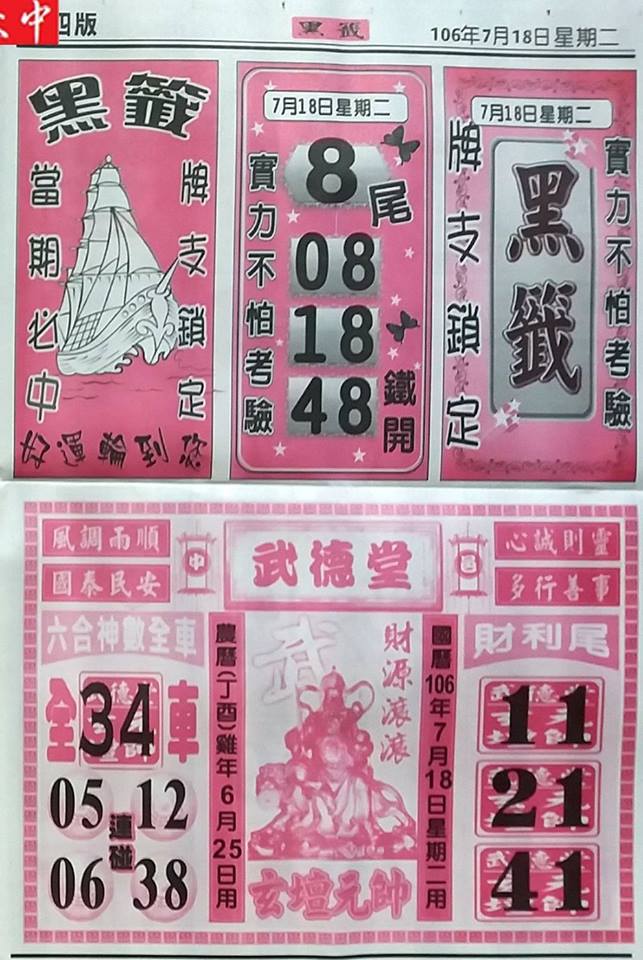 中
四版
黑籤
106年7月18日星期二
黑籤
當期必中
牌支鎖定
好運輪到您
7月18日星期二
實力不怕考驗
8尾
08
18
48
鐵開
7月18日星期二
牌支鎖定
黑籤
實力不怕考驗
風調雨順
國泰民安
中
武德堂
心誠則靈
多行善事
六合神數全車
全34車
05 12
連碰
06 38
農曆(丁酉)雞年6月25日用
武
財源滾滾
玄壇元帥
國曆106年7月18日星期二用
財利尾
11
21
41